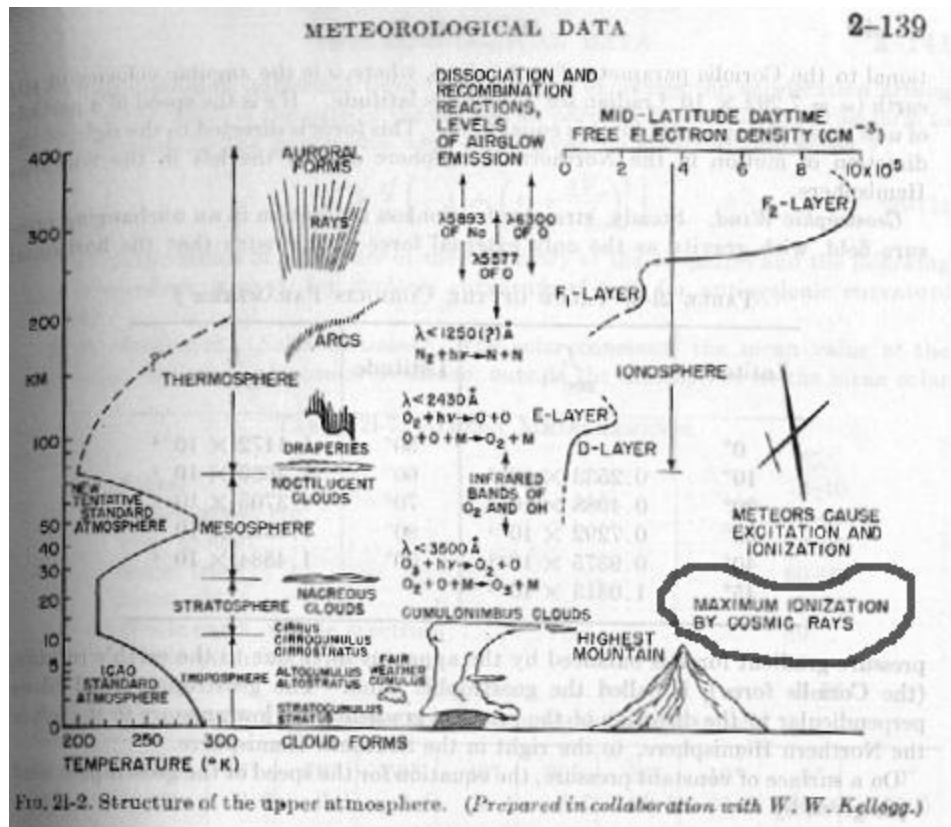 METEOROLOGICAL DATA
2–139
DISSOCIATION AND
RECOMBINATION
REACTIONS,
LEVELS
OF AIRGLOW
EMISSION
MID-LATITUDE DAYTIME
FREE ELECTRON DENSITY (CM⁻³)
0 2 4 6 8 10 x 10⁵
AURORAL
FORMS
RAYS
ARCS
DRAPERIES
NOCTILUCENT
CLOUDS
NACREOUS
CLOUDS
λ5893
OF Na
λ6300
OF O
λ5577
OF O
F₂-LAYER
F₁-LAYER
E-LAYER
D-LAYER
IONOSPHERE
λ<1250(?)Å
N₂+hν→N+N
λ<2430Å
O₂+hν→O+O
O+O+M→O₂+M
INFRARED
BANDS OF
O₂ AND OH
λ<3500Å
O₃+hν→O₂+O
O₂+O+M→O₃+M
METEORS CAUSE
EXCITATION AND
IONIZATION
MAXIMUM IONIZATION
BY COSMIC RAYS
400
300
200
KM
100
50
40
30
20
10
5
0
THERMOSPHERE
NEW
TENTATIVE
STANDARD
ATMOSPHERE
MESOSPHERE
STRATOSPHERE
TROPOSPHERE
ICAO
STANDARD
ATMOSPHERE
CUMULONIMBUS CLOUDS
CIRRUS
CIRROCUMULUS
CIRROSTRATUS
ALTOCUMULUS
ALTOSTRATUS
STRATOCUMULUS
STRATUS
FAIR
WEATHER
CUMULUS
HIGHEST
MOUNTAIN
200 250 300
CLOUD FORMS
TEMPERATURE (°K)
FIG. 21-2. Structure of the upper atmosphere. (Prepared in collaboration with W. W. Kellogg.)